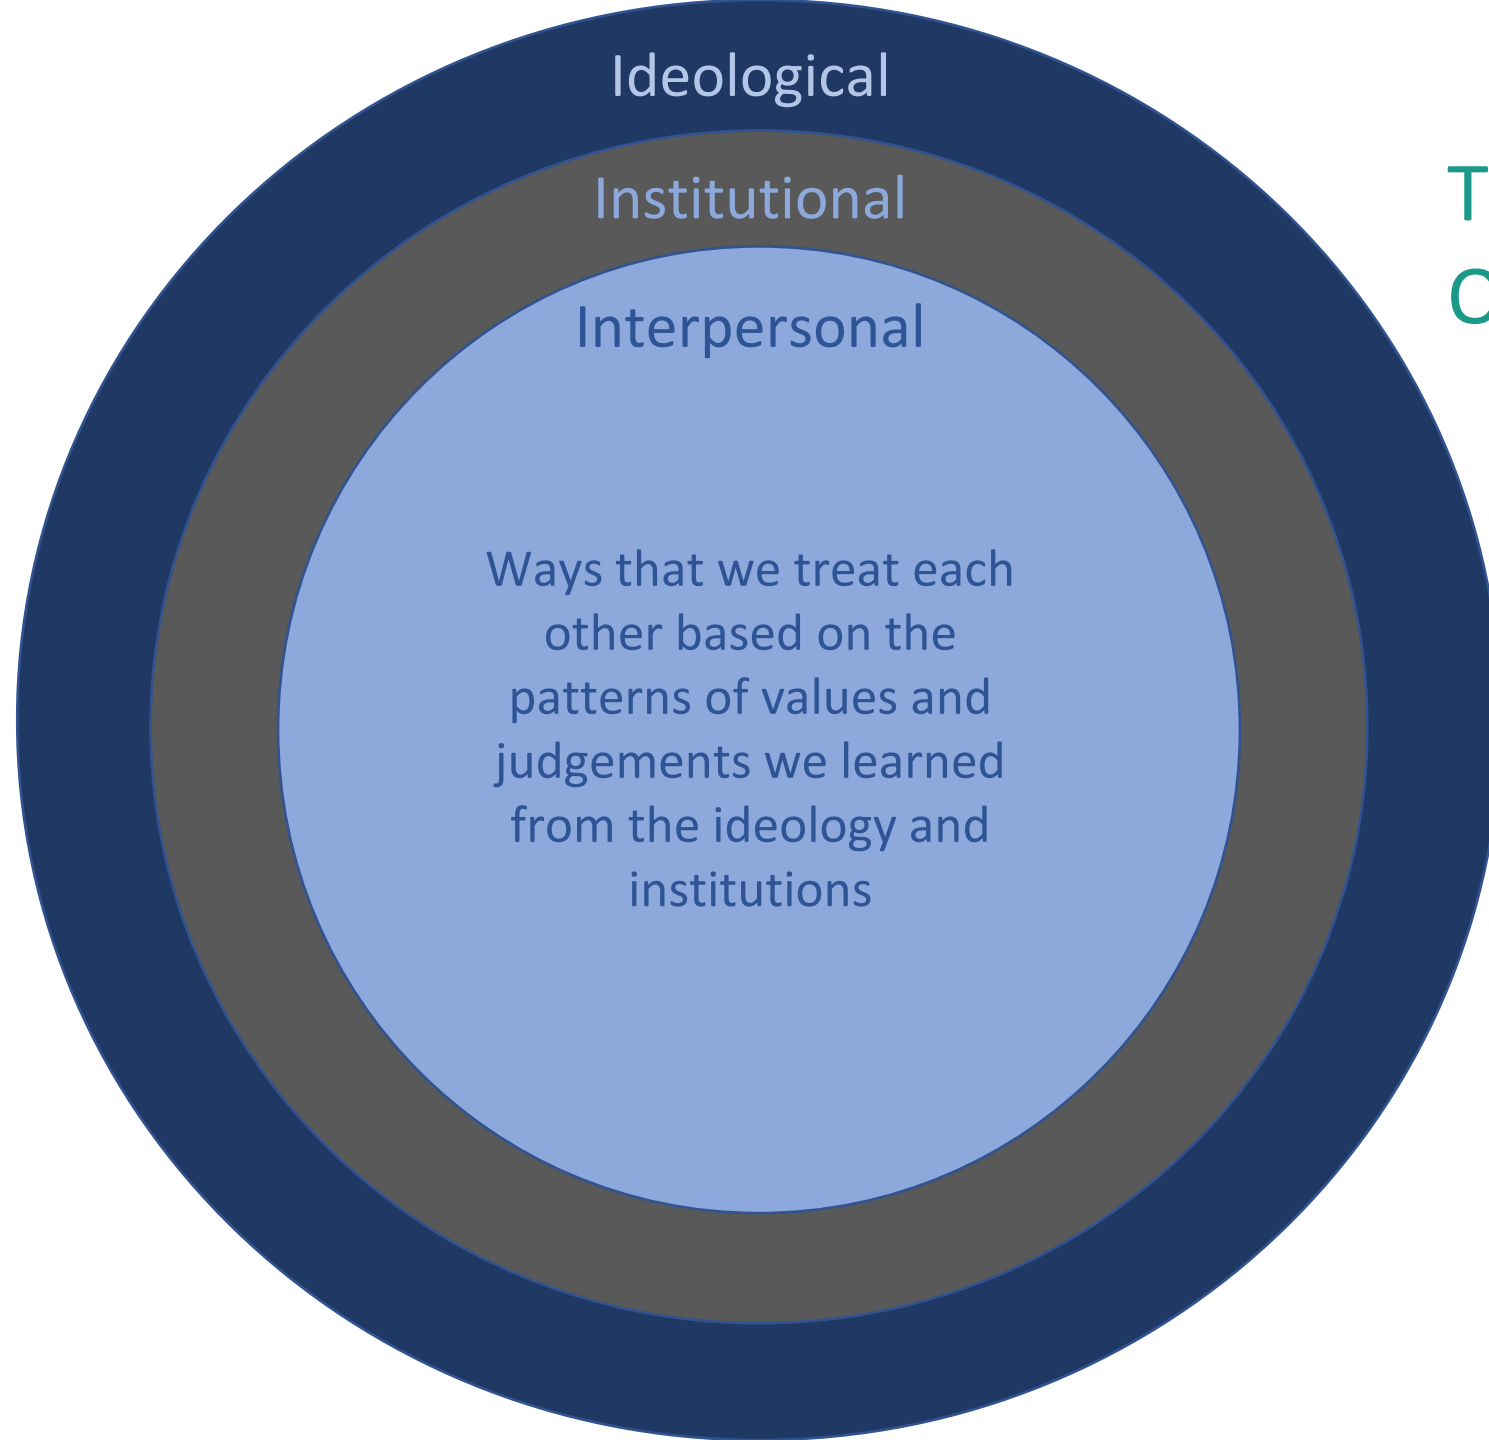 Ideological
Institutional
Interpersonal
Ways that we treat each
other based on the
patterns of values and
judgements we learned
from the ideology and
institutions